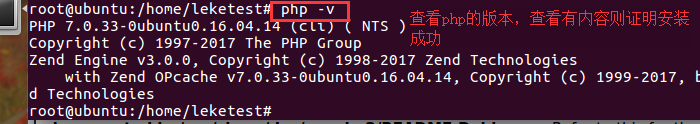 root@ubuntu:/home/leketest# php -v
PHP 7.0.33-0ubuntu0.16.04.14 (cli) ( NTS )
Copyright (c) 1997-2017 The PHP Group
Zend Engine v3.0.0, Copyright (c) 1998-2017 Zend Technologies
    with Zend OPcache v7.0.33-0ubuntu0.16.04.14, Copyright (c) 1999-2017, b
d Technologies
root@ubuntu:/home/leketest#
查看php的版本，查看有内容则证明安装
成功